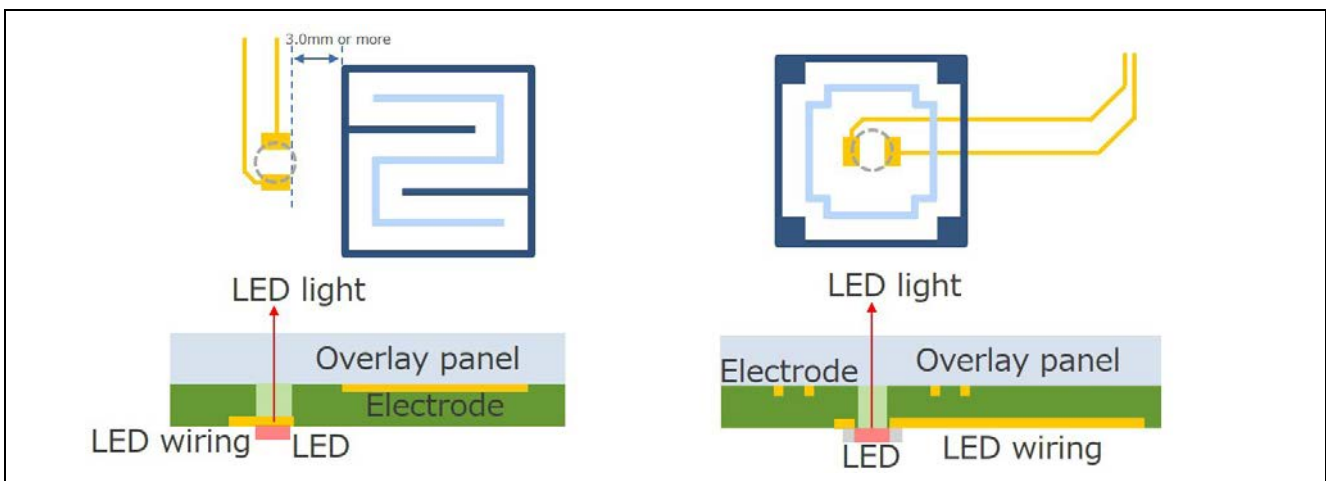 3.0mm or more
LED light
Overlay panel
Electrode
LED wiring
LED
LED light
Electrode
Overlay panel
LED
LED wiring